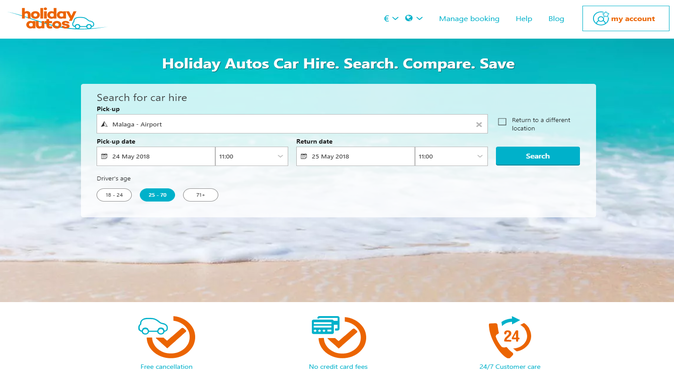 holiday autos
€
Manage booking
Help
Blog
my account
Holiday Autos Car Hire. Search. Compare. Save
Search for car hire
Pick-up
Malaga - Airport
Return to a different
location
Pick-up date
Return date
24 May 2018
11:00
25 May 2018
11:00
Search
Driver's age
18 - 24
25 - 70
71+
24
Free cancellation
No credit card fees
24/7 Customer care